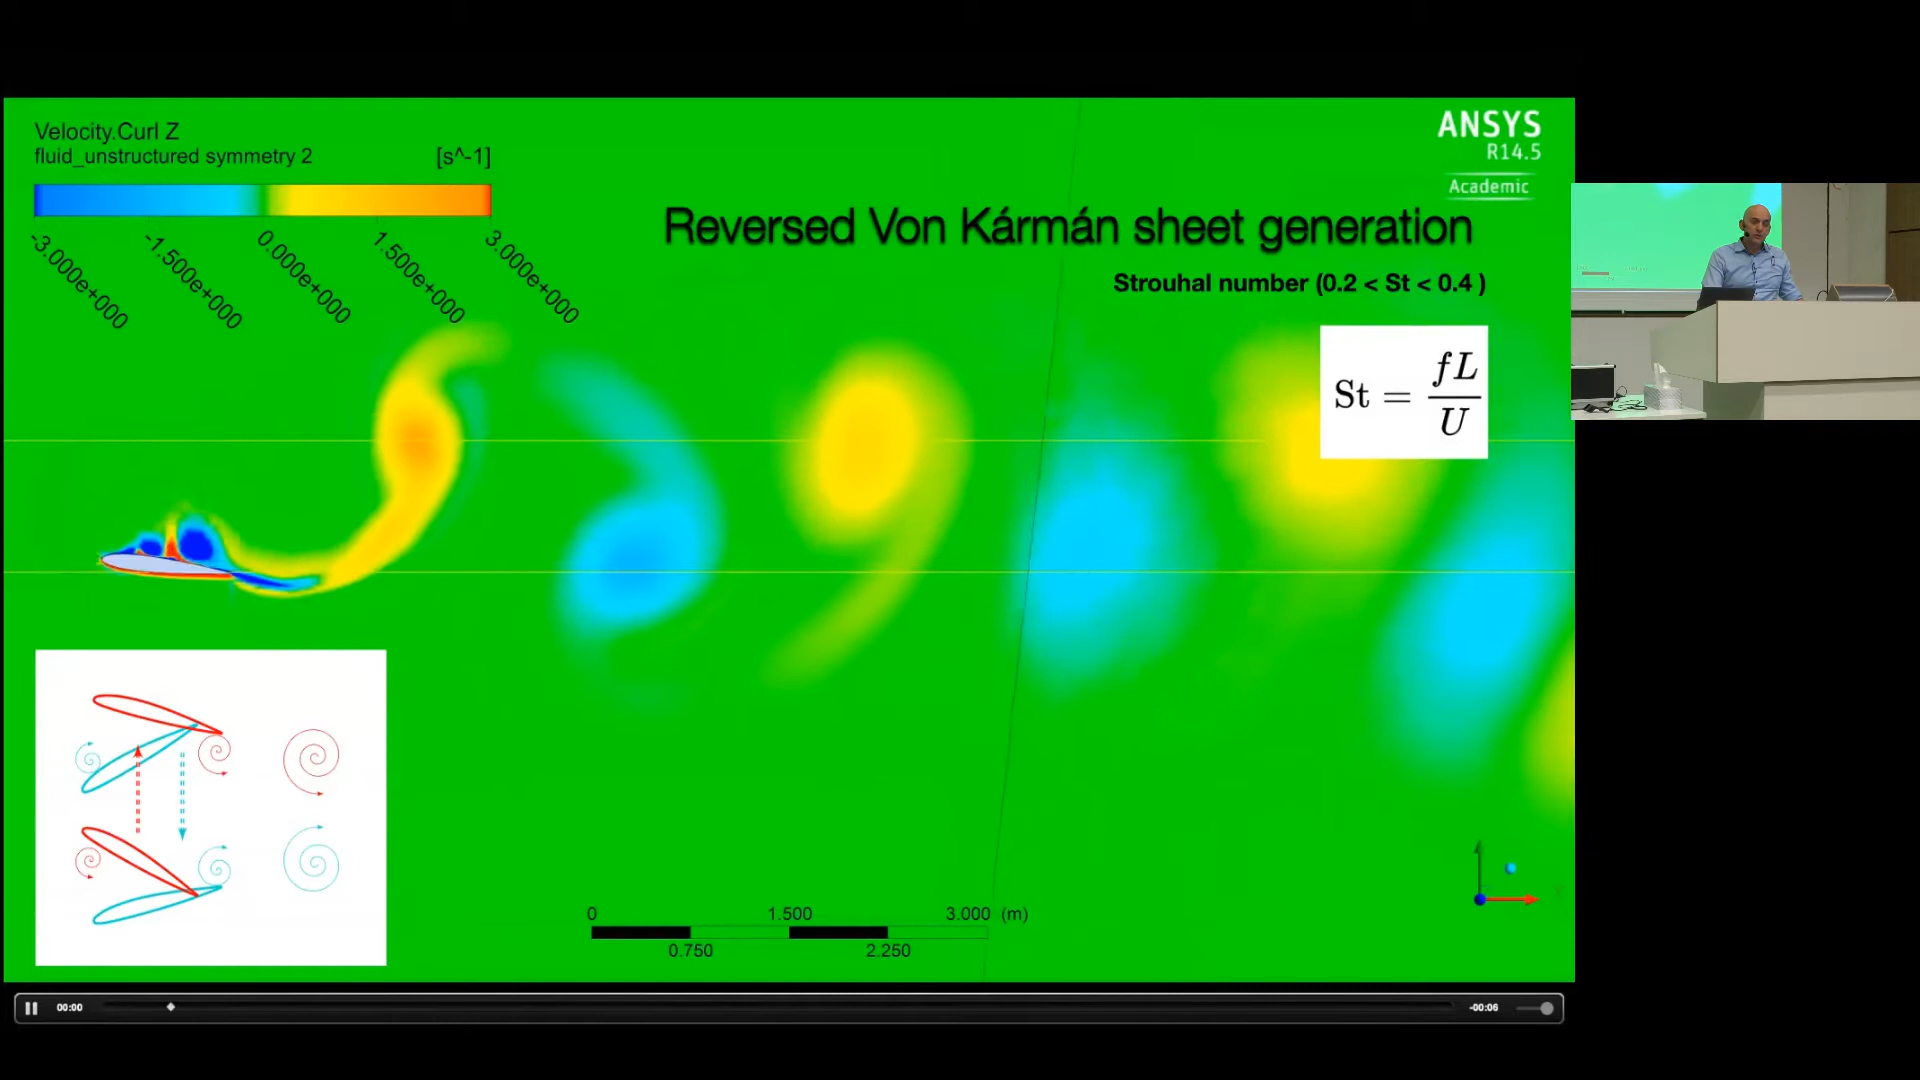 Velocity.Curl Z
fluid_unstructured symmetry 2 [s^-1]
-3.000e+000
-1.500e+000
0.000e+000
1.500e+000
3.000e+000
ANSYS
R14.5
Academic
Reversed Von Kármán sheet generation
Strouhal number (0.2 < St < 0.4 )
St = fL / U
0 1.500 3.000 (m)
0.750 2.250
00:00 -00:06